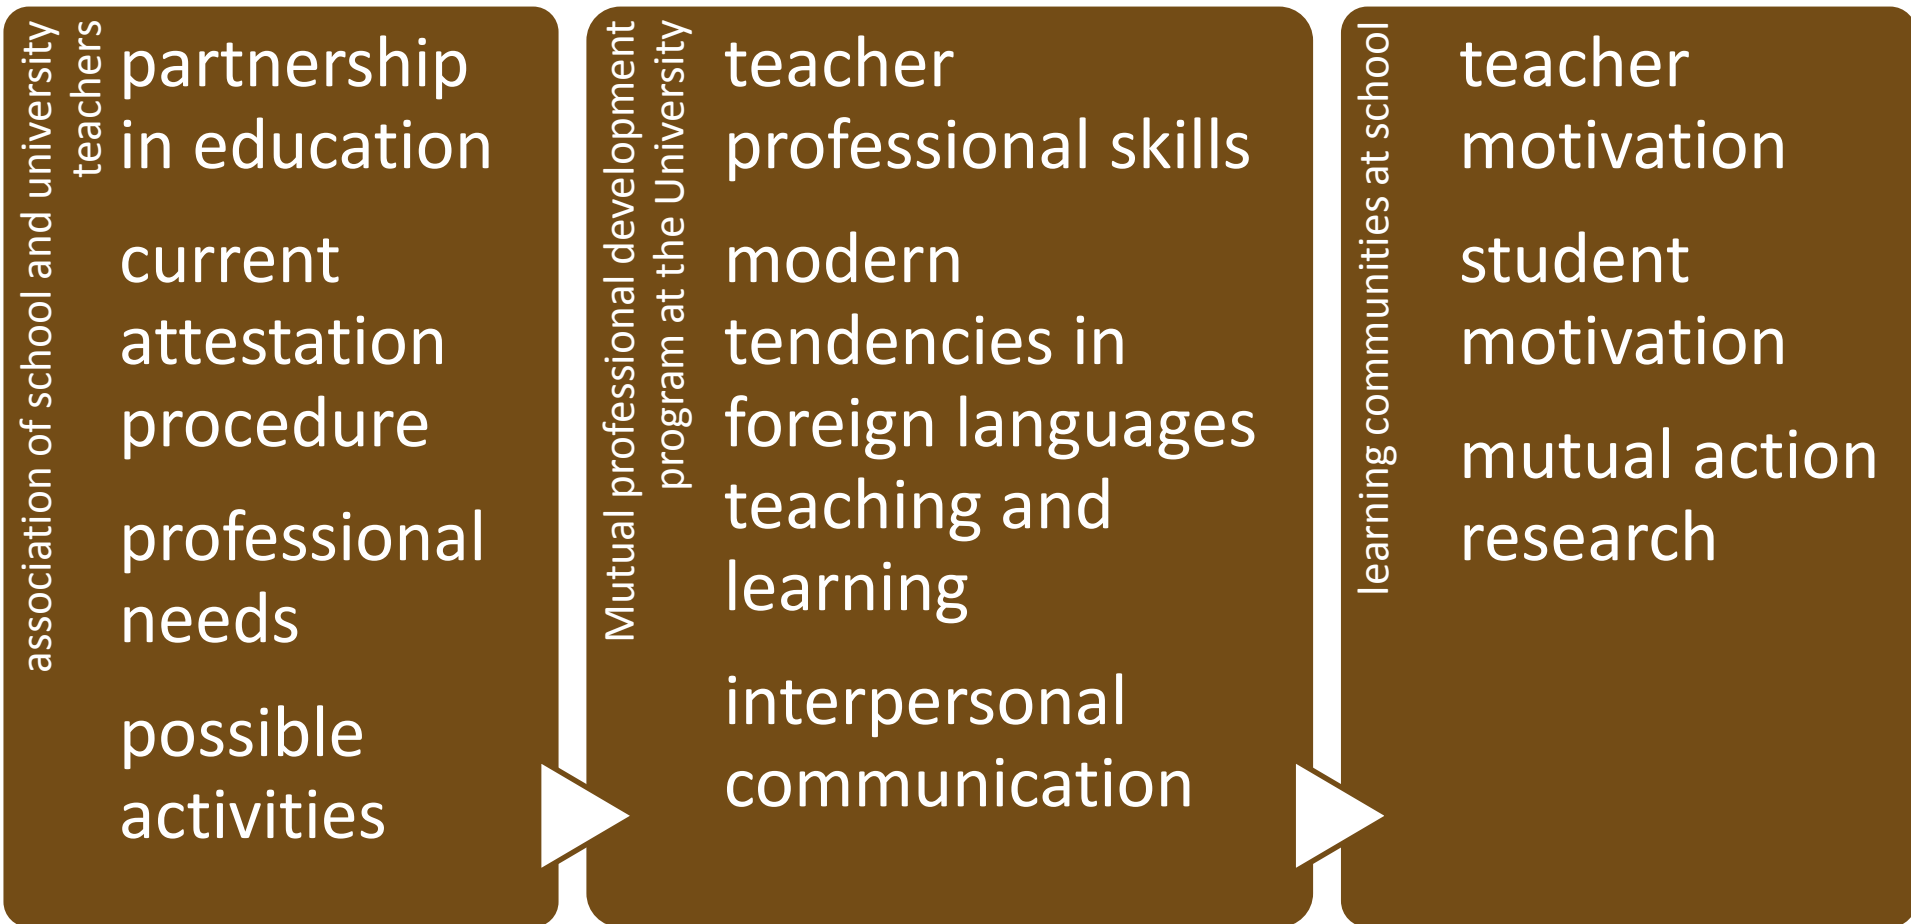 association of school and university
teachers
partnership
in education
current
attestation
procedure
professional
needs
possible
activities
Mutual professional development
program at the University
teacher
professional skills
modern
tendencies in
foreign languages
teaching and
learning
interpersonal
communication
learning communities at school
teacher
motivation
student
motivation
mutual action
research